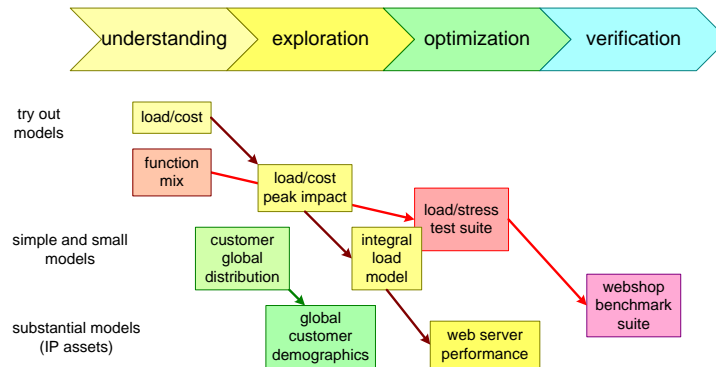 understanding
exploration
optimization
verification
try out
models
load/cost
function
mix
load/cost
peak impact
load/stress
test suite
simple and small
models
customer
global
distribution
integral
load
model
webshop
benchmark
suite
substantial models
(IP assets)
global
customer
demographics
web server
performance